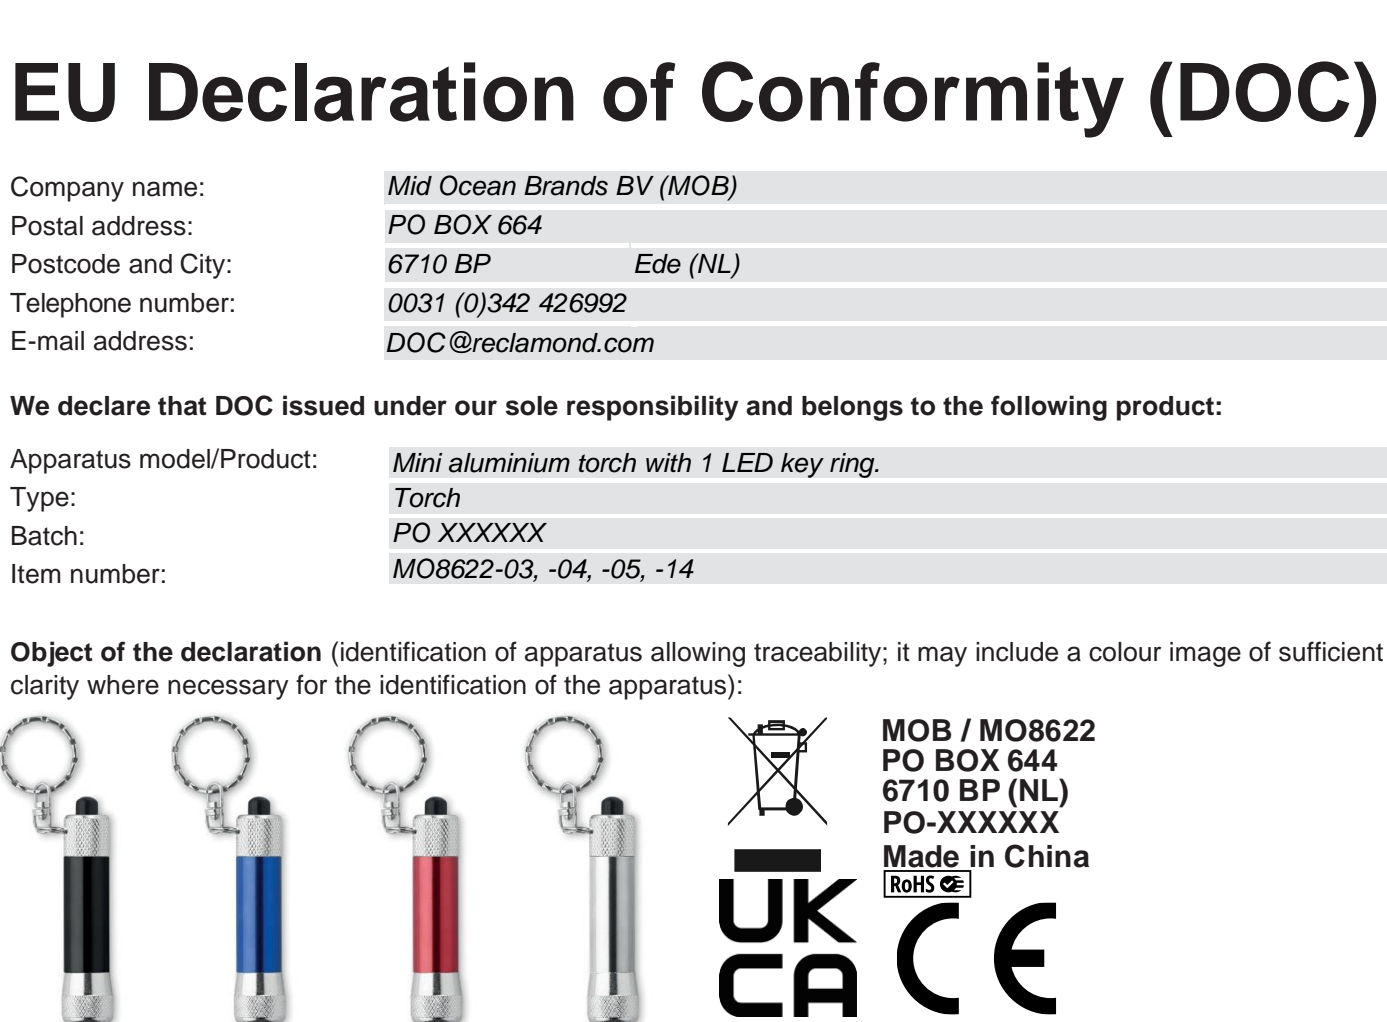 EU Declaration of Conformity (DOC)
Company name: Mid Ocean Brands BV (MOB)
Postal address: PO BOX 664
Postcode and City: 6710 BP Ede (NL)
Telephone number: 0031 (0)342 426992
E-mail address: DOC@reclamond.com
We declare that DOC issued under our sole responsibility and belongs to the following product:
Apparatus model/Product: Mini aluminium torch with 1 LED key ring.
Type: Torch
Batch: PO XXXXXX
Item number: MO8622-03, -04, -05, -14
Object of the declaration (identification of apparatus allowing traceability; it may include a colour image of sufficient
clarity where necessary for the identification of the apparatus):
MOB / MO8622
PO BOX 644
6710 BP (NL)
PO-XXXXXX
Made in China
RoHS
UK
CA
CE